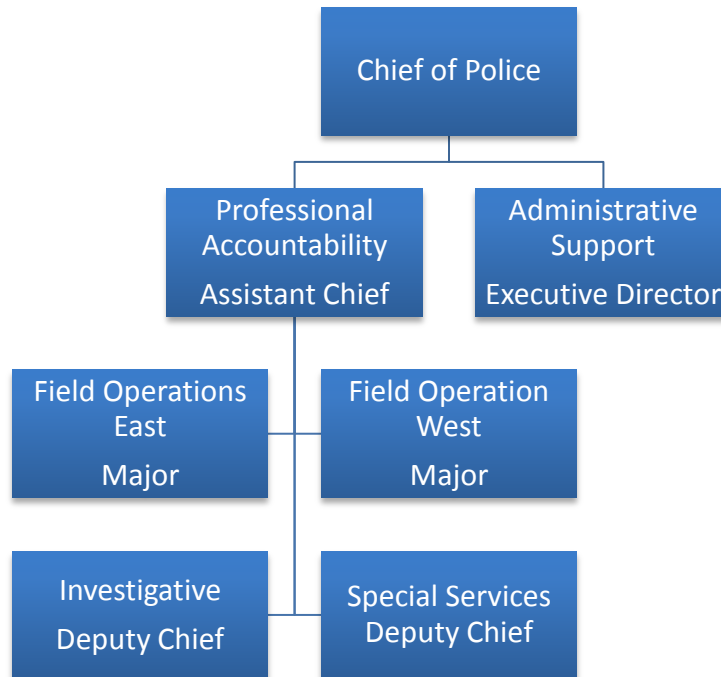 Chief of Police
Professional
Accountability
Assistant Chief
Administrative
Support
Executive Director
Field Operations
East
Major
Field Operation
West
Major
Investigative
Deputy Chief
Special Services
Deputy Chief